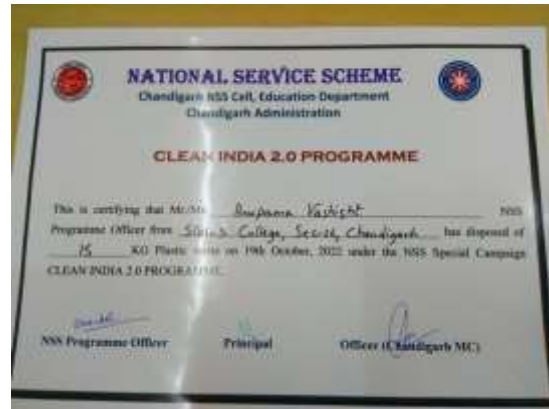 NATIONAL SERVICE SCHEME
Chandigarh NSS Cell, Education Department
Chandigarh Administration
CLEAN INDIA 2.0 PROGRAMME
This is certifying that Mr/Ms Anupama Vashisht NSS
Programme Officer from College, Sec 32, Chandigarh has disposed of
15 KG Plastic waste on 19th October, 2022 under the NSS Special Campaign
CLEAN INDIA 2.0 PROGRAMME.
NSS Programme Officer Principal Officer (Chandigarh MC)